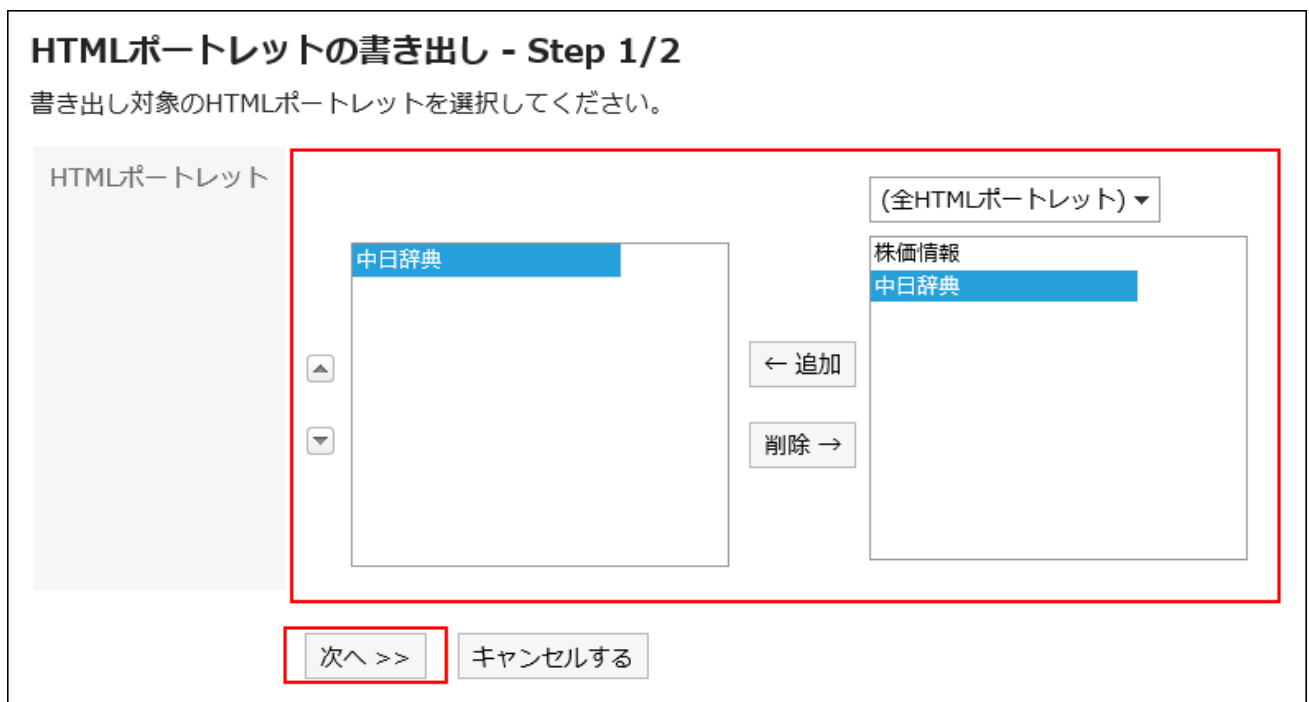 HTMLポートレットの書き出し - Step 1/2
書き出し対象のHTMLポートレットを選択してください。
HTMLポートレット
(全HTMLポートレット)
中日辞典
株価情報
中日辞典
← 追加
削除 →
次へ >>
キャンセルする